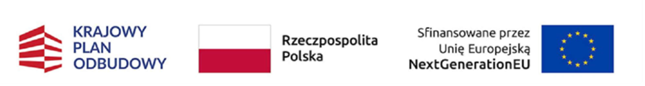 KRAJOWY
PLAN
ODBUDOWY
Rzeczpospolita
Polska
Sfinansowane przez
Unię Europejską
NextGenerationEU